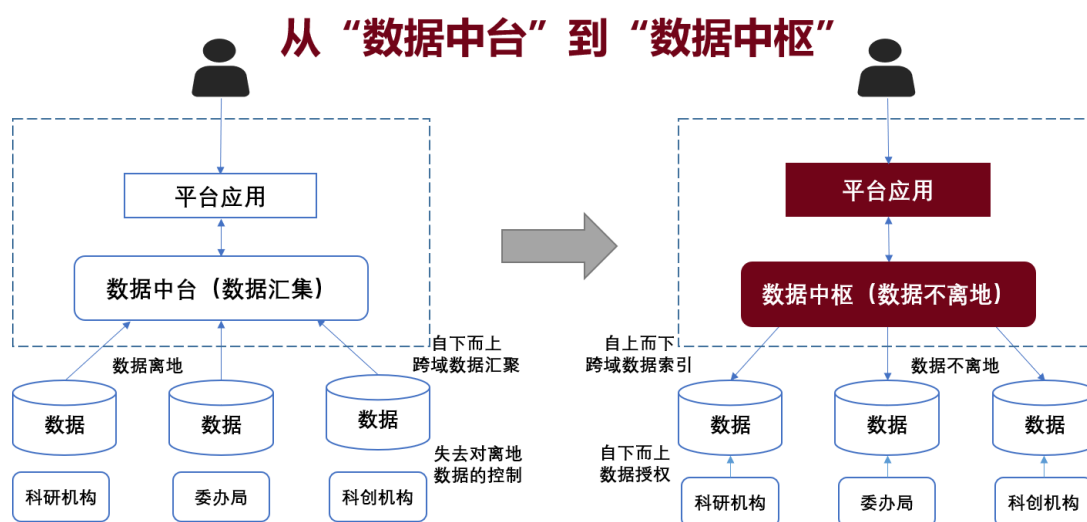 从“数据中台”到“数据中枢”
平台应用
数据中台（数据汇集）
数据离地
自下而上
跨域数据汇聚
数据
数据
数据
失去对离地
数据的控制
科研机构
委办局
科创机构
平台应用
数据中枢（数据不离地）
自上而下
跨域数据索引
数据不离地
数据
数据
数据
自下而上
数据授权
科研机构
委办局
科创机构